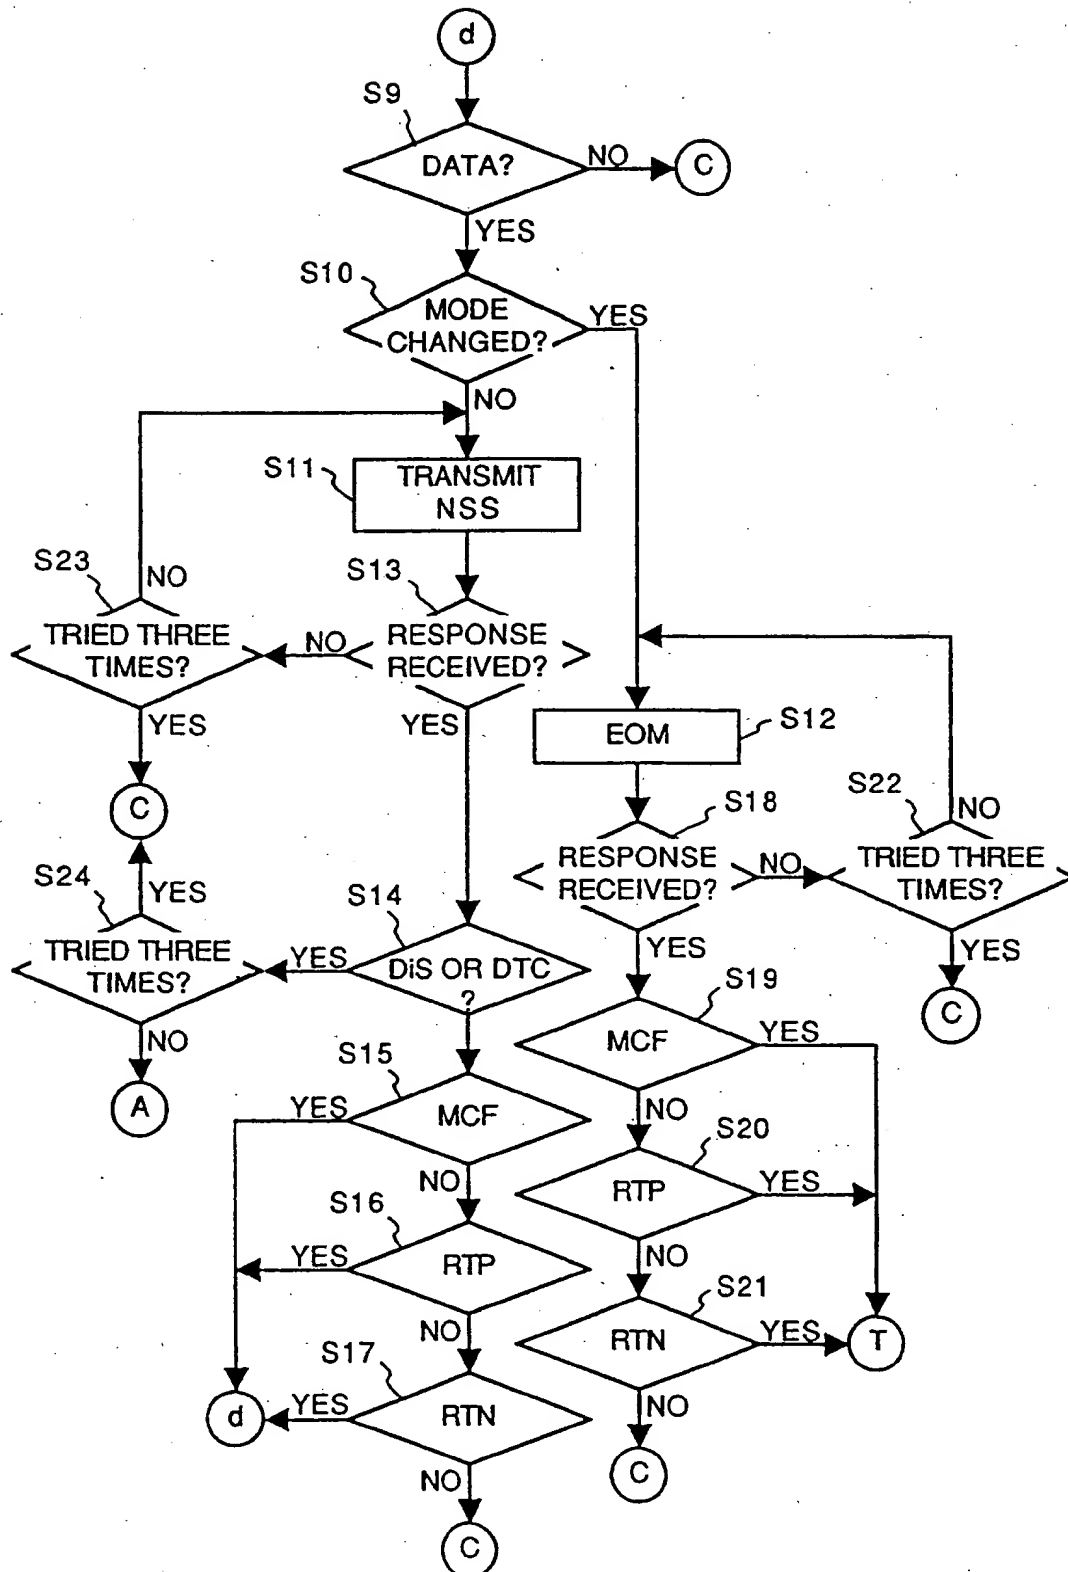 d
S9
DATA?
NO
C
YES
S10
MODE
CHANGED?
YES
NO
S11
TRANSMIT
NSS
S23
NO
S13
TRIED THREE
TIMES?
NO
RESPONSE
RECEIVED?
YES
YES
C
EOM
S12
S18
RESPONSE
RECEIVED?
NO
S22
NO
TRIED THREE
TIMES?
YES
YES
C
S24
YES
TRIED THREE
TIMES?
NO
A
S14
YES
DiS OR DTC
?
S15
YES
MCF
NO
S16
YES
RTP
NO
S17
YES
RTN
d
NO
C
S19
MCF
YES
NO
S20
RTP
YES
NO
S21
RTN
YES
T
NO
C